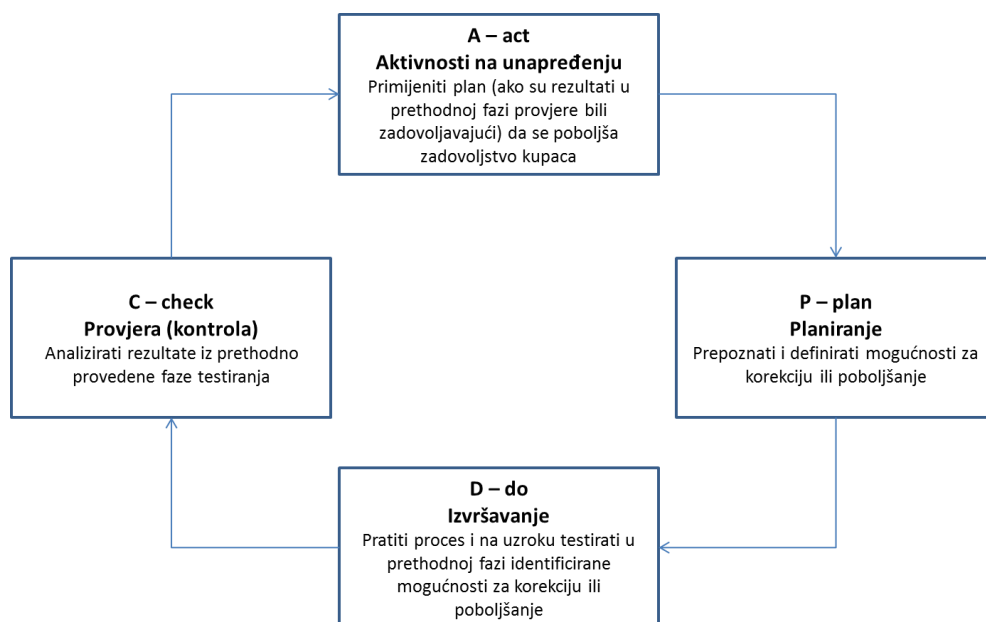 A – act
Aktivnosti na unapređenju
Primijeniti plan (ako su rezultati u
prethodnoj fazi provjere bili
zadovoljavajući) da se poboljša
zadovoljstvo kupaca
C – check
Provjera (kontrola)
Analizirati rezultate iz prethodno
provedene faze testiranja
P – plan
Planiranje
Prepoznati i definirati mogućnosti za
korekciju ili poboljšanje
D – do
Izvršavanje
Pratiti proces i na uzroku testirati u
prethodnoj fazi identificirane
mogućnosti za korekciju ili
poboljšanje